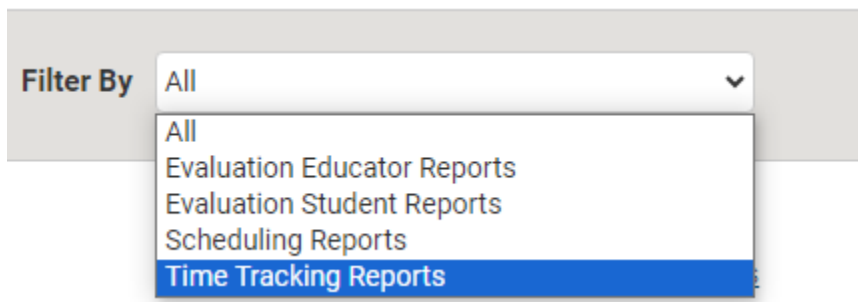 Filter By All
All
Evaluation Educator Reports
Evaluation Student Reports
Scheduling Reports
Time Tracking Reports